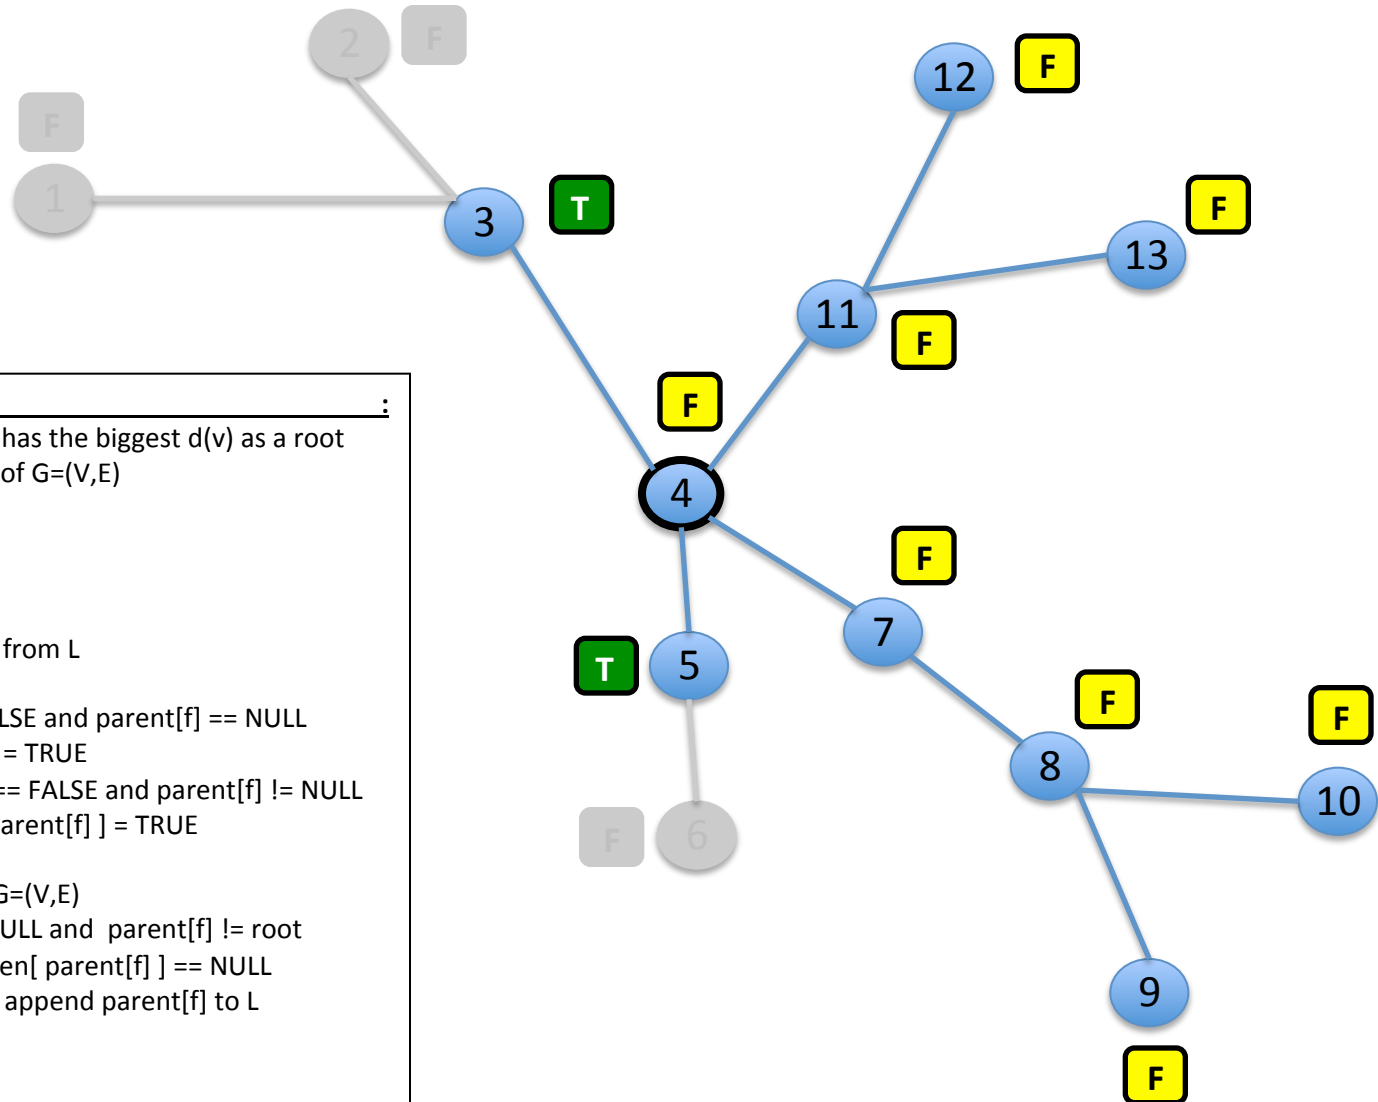 2
F
12
F
F
1
3
T
F
13
11
F
F
4
:
has the biggest d(v) as a root
of G=(V,E)
from L
LSE and parent[f] == NULL
= TRUE
== FALSE and parent[f] != NULL
arent[f] ] = TRUE
G=(V,E)
ULL and parent[f] != root
en[ parent[f] ] == NULL
append parent[f] to L
F
7
T
5
F
8
F
10
F
6
9
F